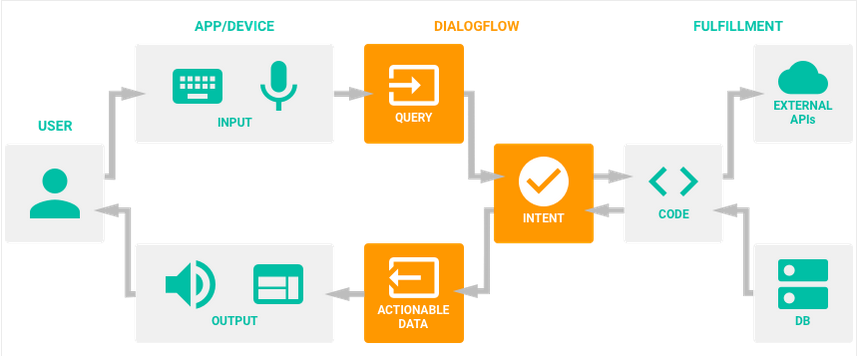 APP/DEVICE
DIALOGFLOW
FULFILLMENT
USER
INPUT
QUERY
EXTERNAL
APIs
INTENT
CODE
OUTPUT
ACTIONABLE
DATA
DB